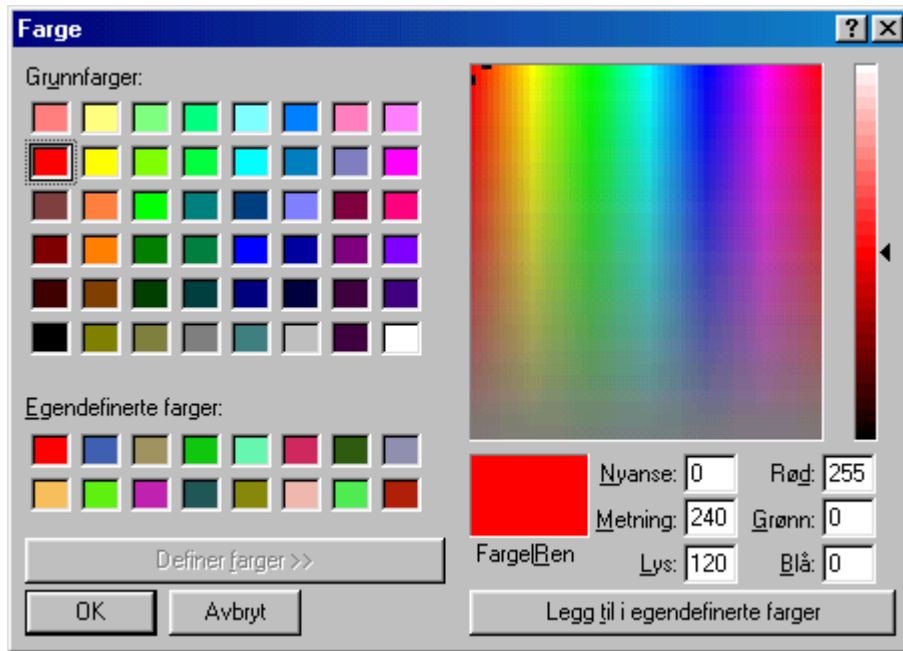 Farge
Grunnfarger:
Egendefinerte farger:
Definer farger >>
OK
Avbryt
Nyanse: 0
Rød: 255
Metning: 240
Grønn: 0
Farge|Ren
Lys: 120
Blå: 0
Legg til i egendefinerte farger